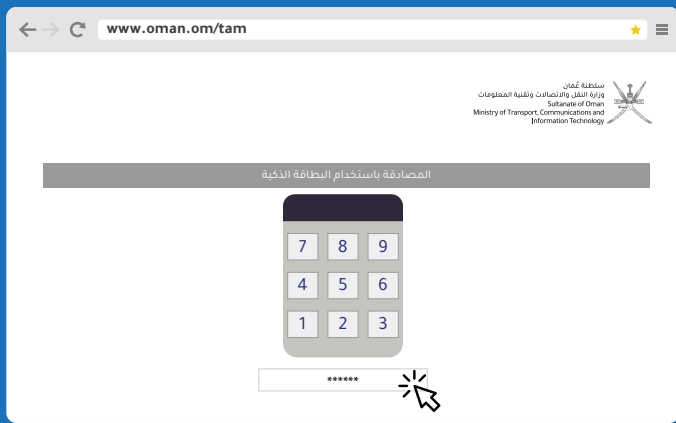 www.oman.om/tam
سلطنة عُمان
وزارة النقل والاتصالات وتقنية المعلومات
Sultanate of Oman
Ministry of Transport, Communications and
Information Technology
المصادقة باستخدام البطاقة الذكية
7 8 9
4 5 6
1 2 3
******